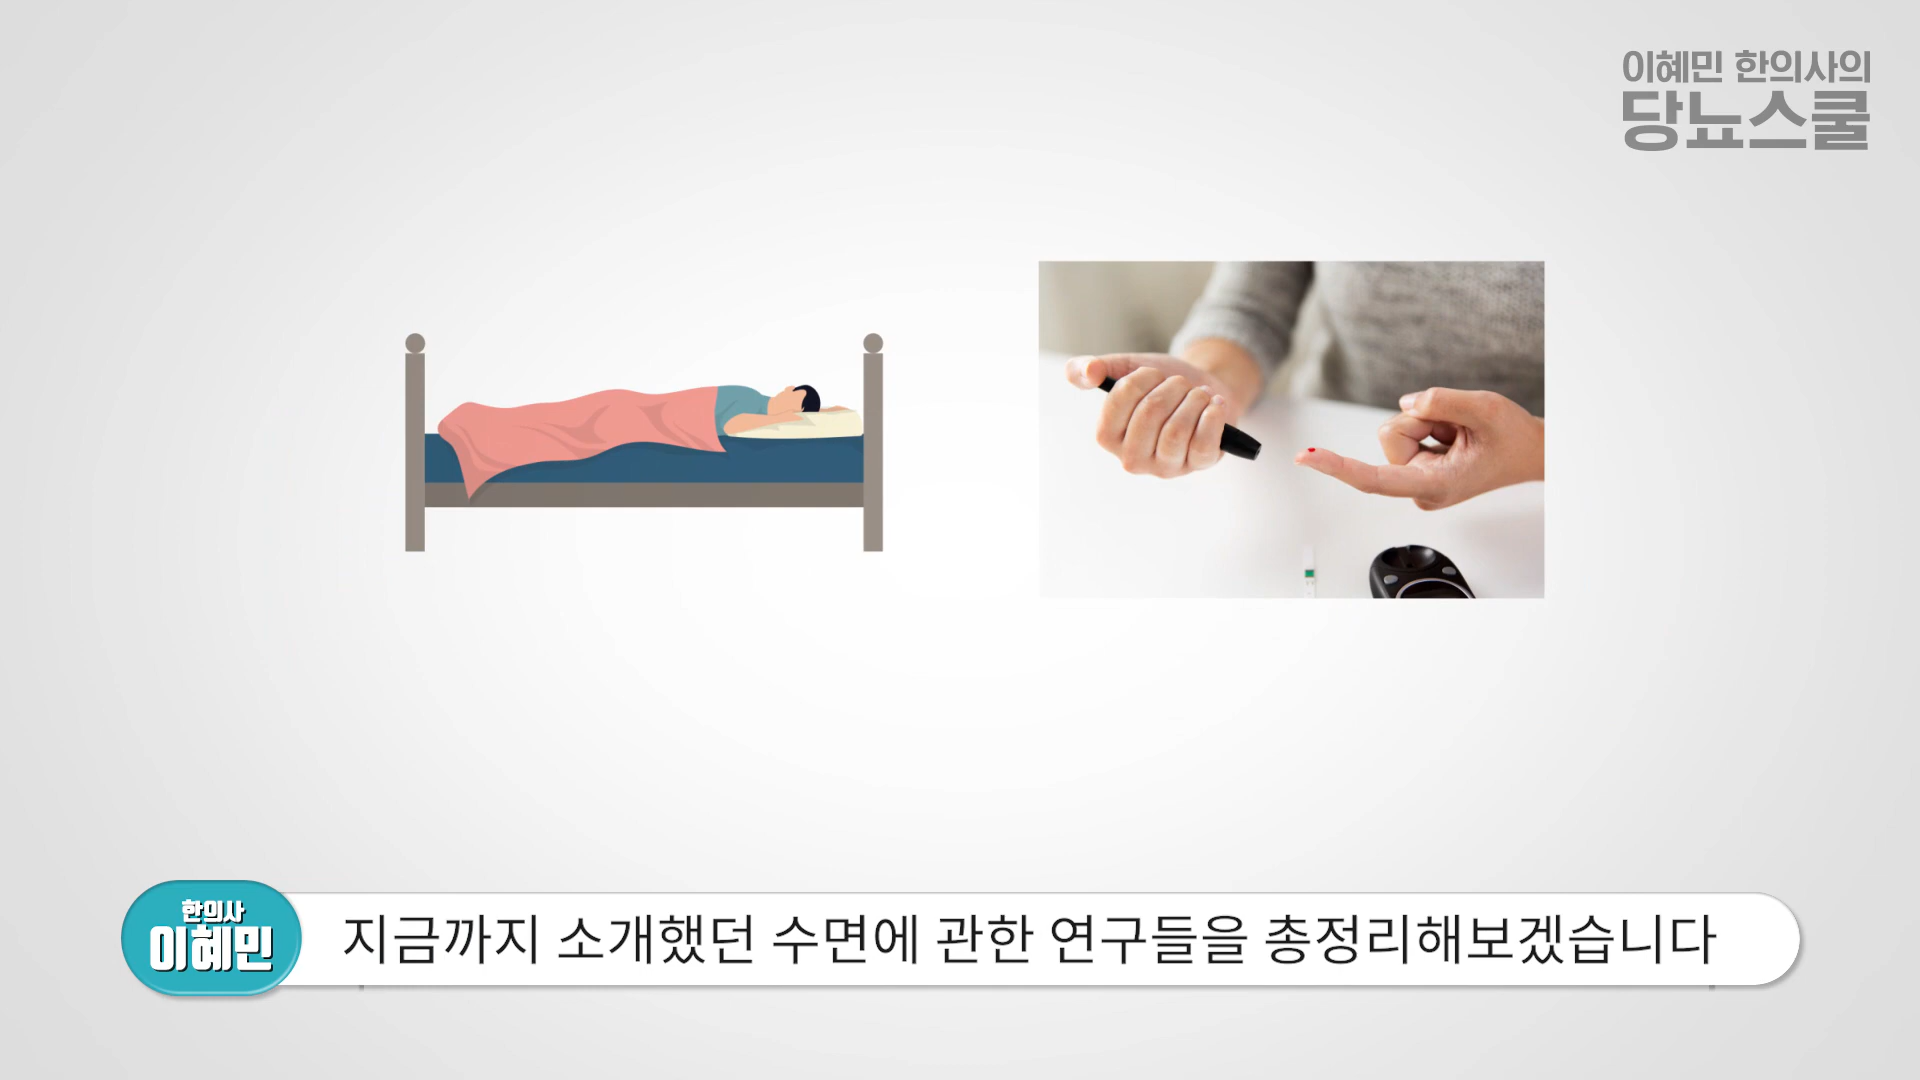 이혜민 한의사의
당뇨스쿨
한의사
이혜민
지금까지 소개했던 수면에 관한 연구들을 총정리해보겠습니다